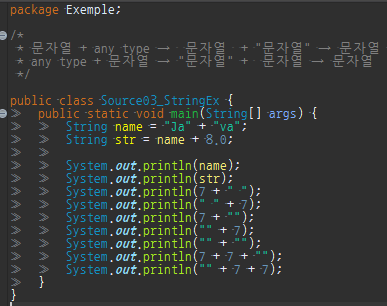 package Exemple;
/*
 * 문자열 + any type → 문자열 + "문자열" → 문자열
 * any type + 문자열 → "문자열" + 문자열 → 문자열
 */
public class Source03_StringEx {
    public static void main(String[] args) {
        String name = "Ja" + "va";
        String str = name + 8.0;
        System.out.println(name);
        System.out.println(str);
        System.out.println(7 + " ");
        System.out.println(" " + 7);
        System.out.println(7 + "");
        System.out.println("" + 7);
        System.out.println("" + "");
        System.out.println(7 + 7 + "");
        System.out.println("" + 7 + 7);
    }
}